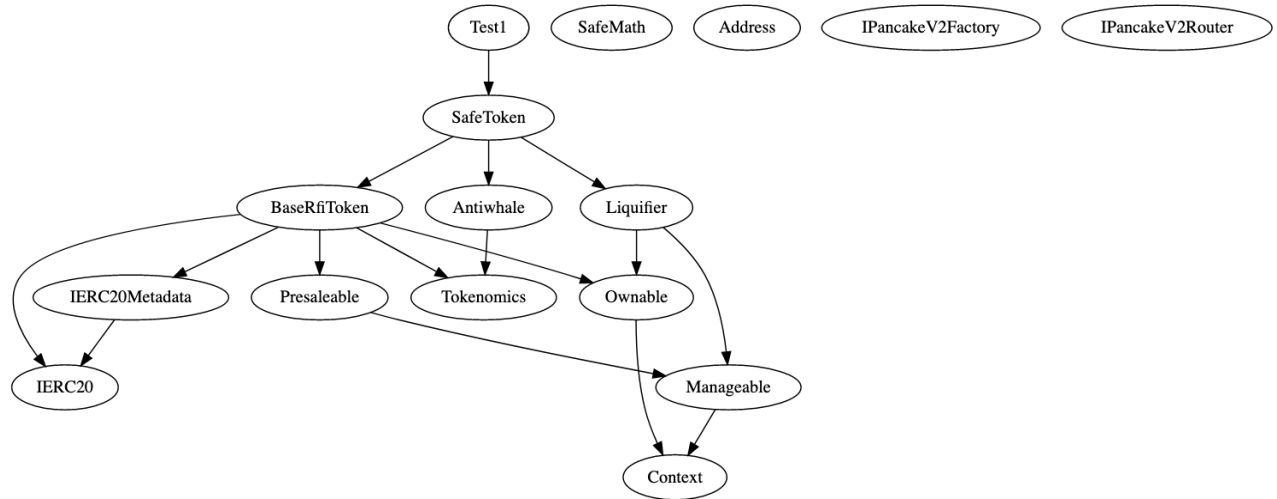 Test1 SafeMath Address IPancakeV2Factory IPancakeV2Router
SafeToken
BaseRfiToken Antiwhale Liquifier
IERC20Metadata Presaleable Tokenomics Ownable
IERC20 Manageable
Context